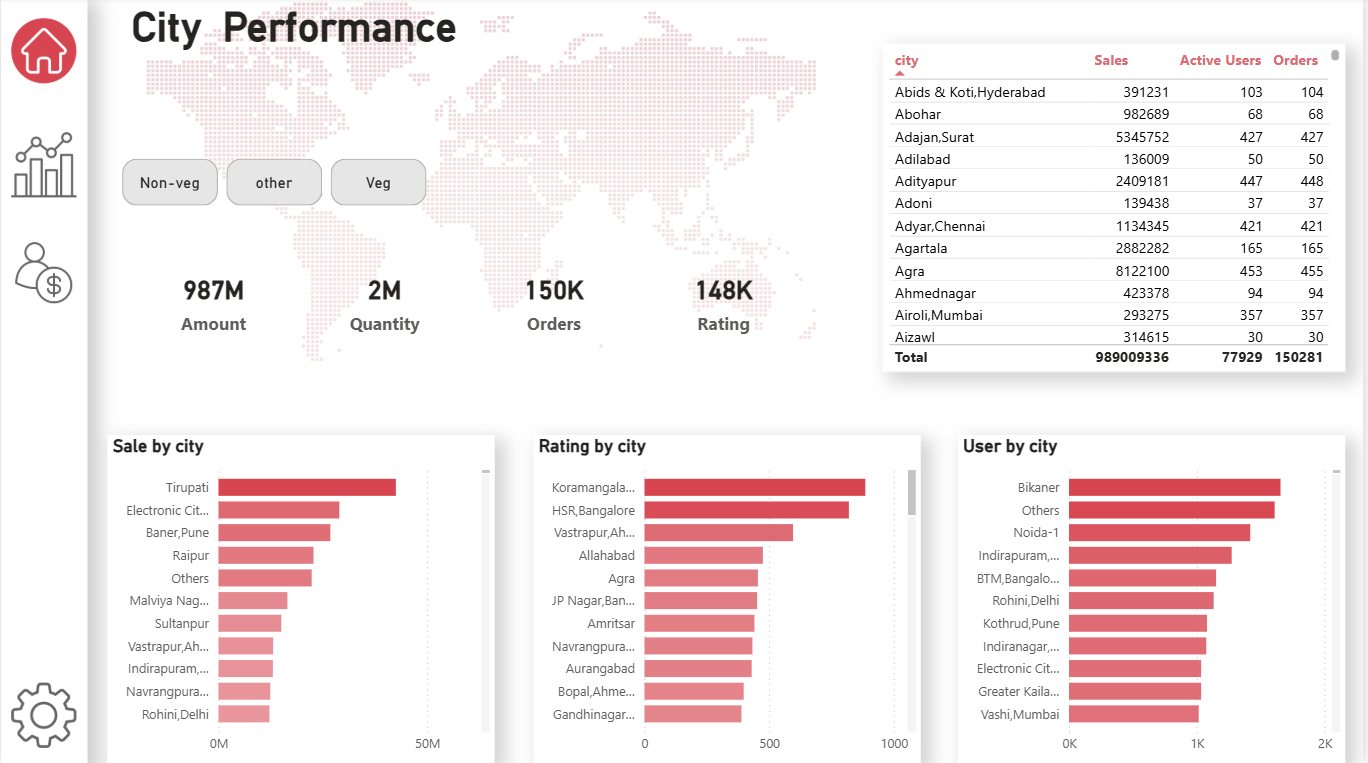 City Performance
Non-veg other Veg
987M 2M 150K 148K
Amount Quantity Orders Rating
city Sales Active Users Orders
Abids & Koti,Hyderabad 391231 103 104
Abohar 982689 68 68
Adajan,Surat 5345752 427 427
Adilabad 136009 50 50
Adityapur 2409181 447 448
Adoni 139438 37 37
Adyar,Chennai 1134345 421 421
Agartala 2882282 165 165
Agra 8122100 453 455
Ahmednagar 423378 94 94
Airoli,Mumbai 293275 357 357
Aizawl 314615 30 30
Total 989009336 77929 150281
Sale by city
Tirupati
Electronic Cit...
Baner,Pune
Raipur
Others
Malviya Nag...
Sultanpur
Vastrapur,Ah...
Indirapuram,...
Navrangpura...
Rohini,Delhi
0M 50M
Rating by city
Koramangala...
HSR,Bangalore
Vastrapur,Ah...
Allahabad
Agra
JP Nagar,Ban...
Amritsar
Navrangpura...
Aurangabad
Bopal,Ahme...
Gandhinagar...
0 500 1000
User by city
Bikaner
Others
Noida-1
Indirapuram,...
BTM,Bangalo...
Rohini,Delhi
Kothrud,Pune
Indiranagar,...
Electronic Cit...
Greater Kaila...
Vashi,Mumbai
0K 1K 2K